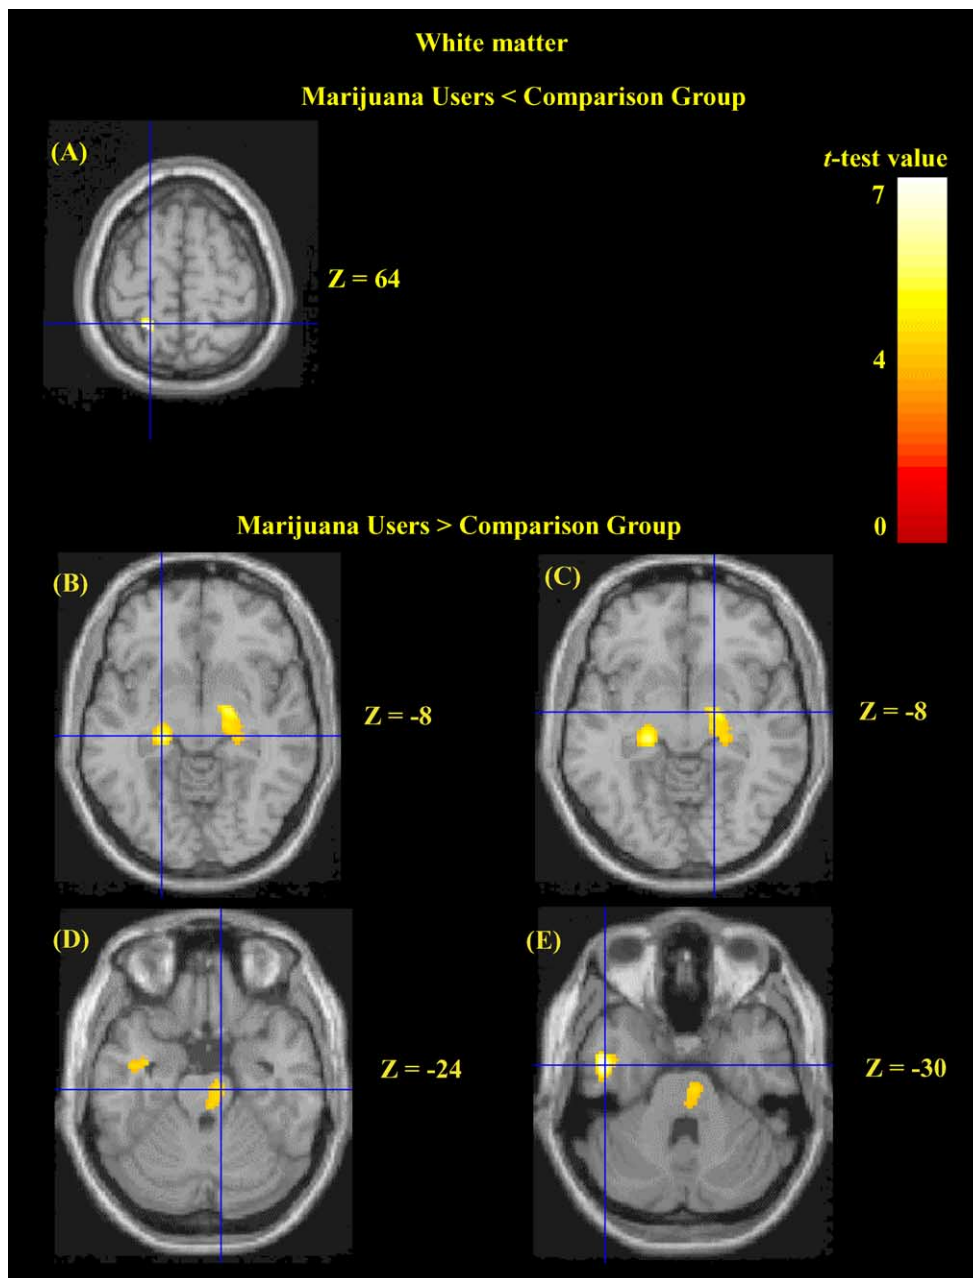 White matter
Marijuana Users < Comparison Group
(A)
t-test value
7
Z = 64
4
0
Marijuana Users > Comparison Group
(B)
(C)
Z = -8
Z = -8
(D)
(E)
Z = -24
Z = -30